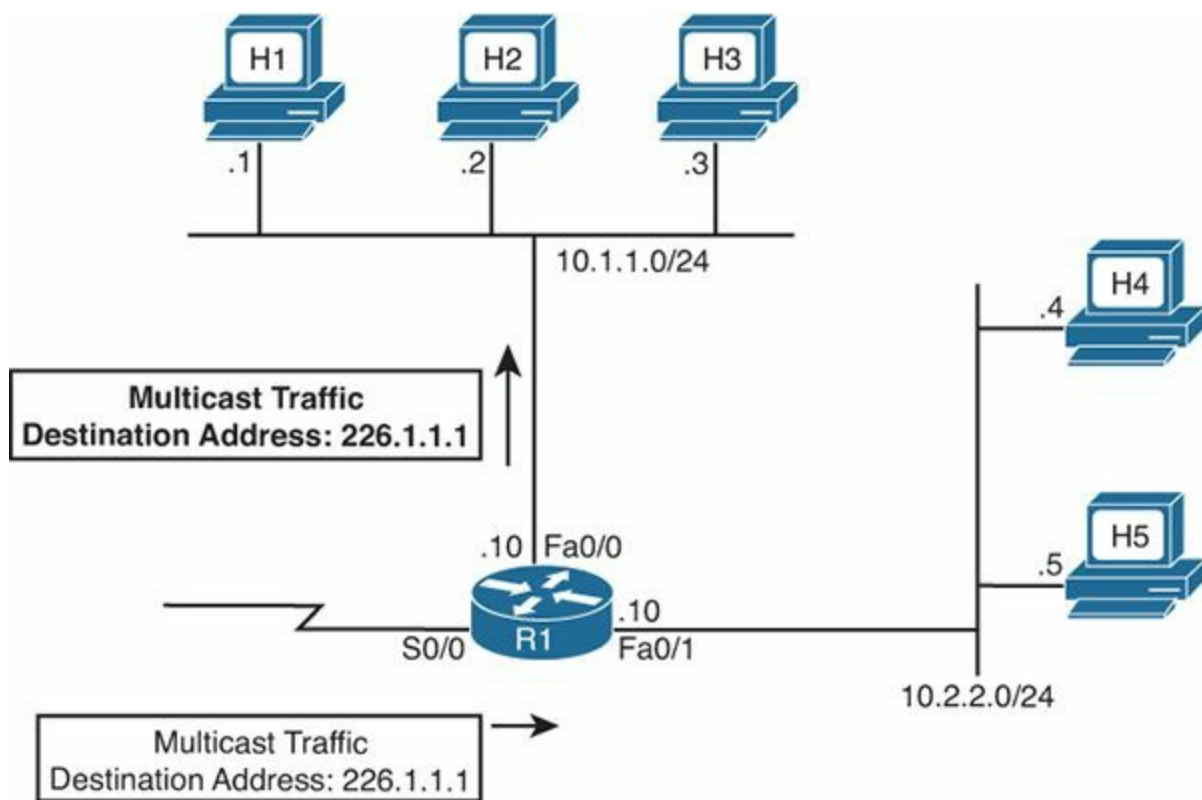 H1
H2
H3
.1
.2
.3
10.1.1.0/24
H4
.4
Multicast Traffic
Destination Address: 226.1.1.1
H5
.5
.10
Fa0/0
.10
R1
S0/0
Fa0/1
10.2.2.0/24
Multicast Traffic
Destination Address: 226.1.1.1